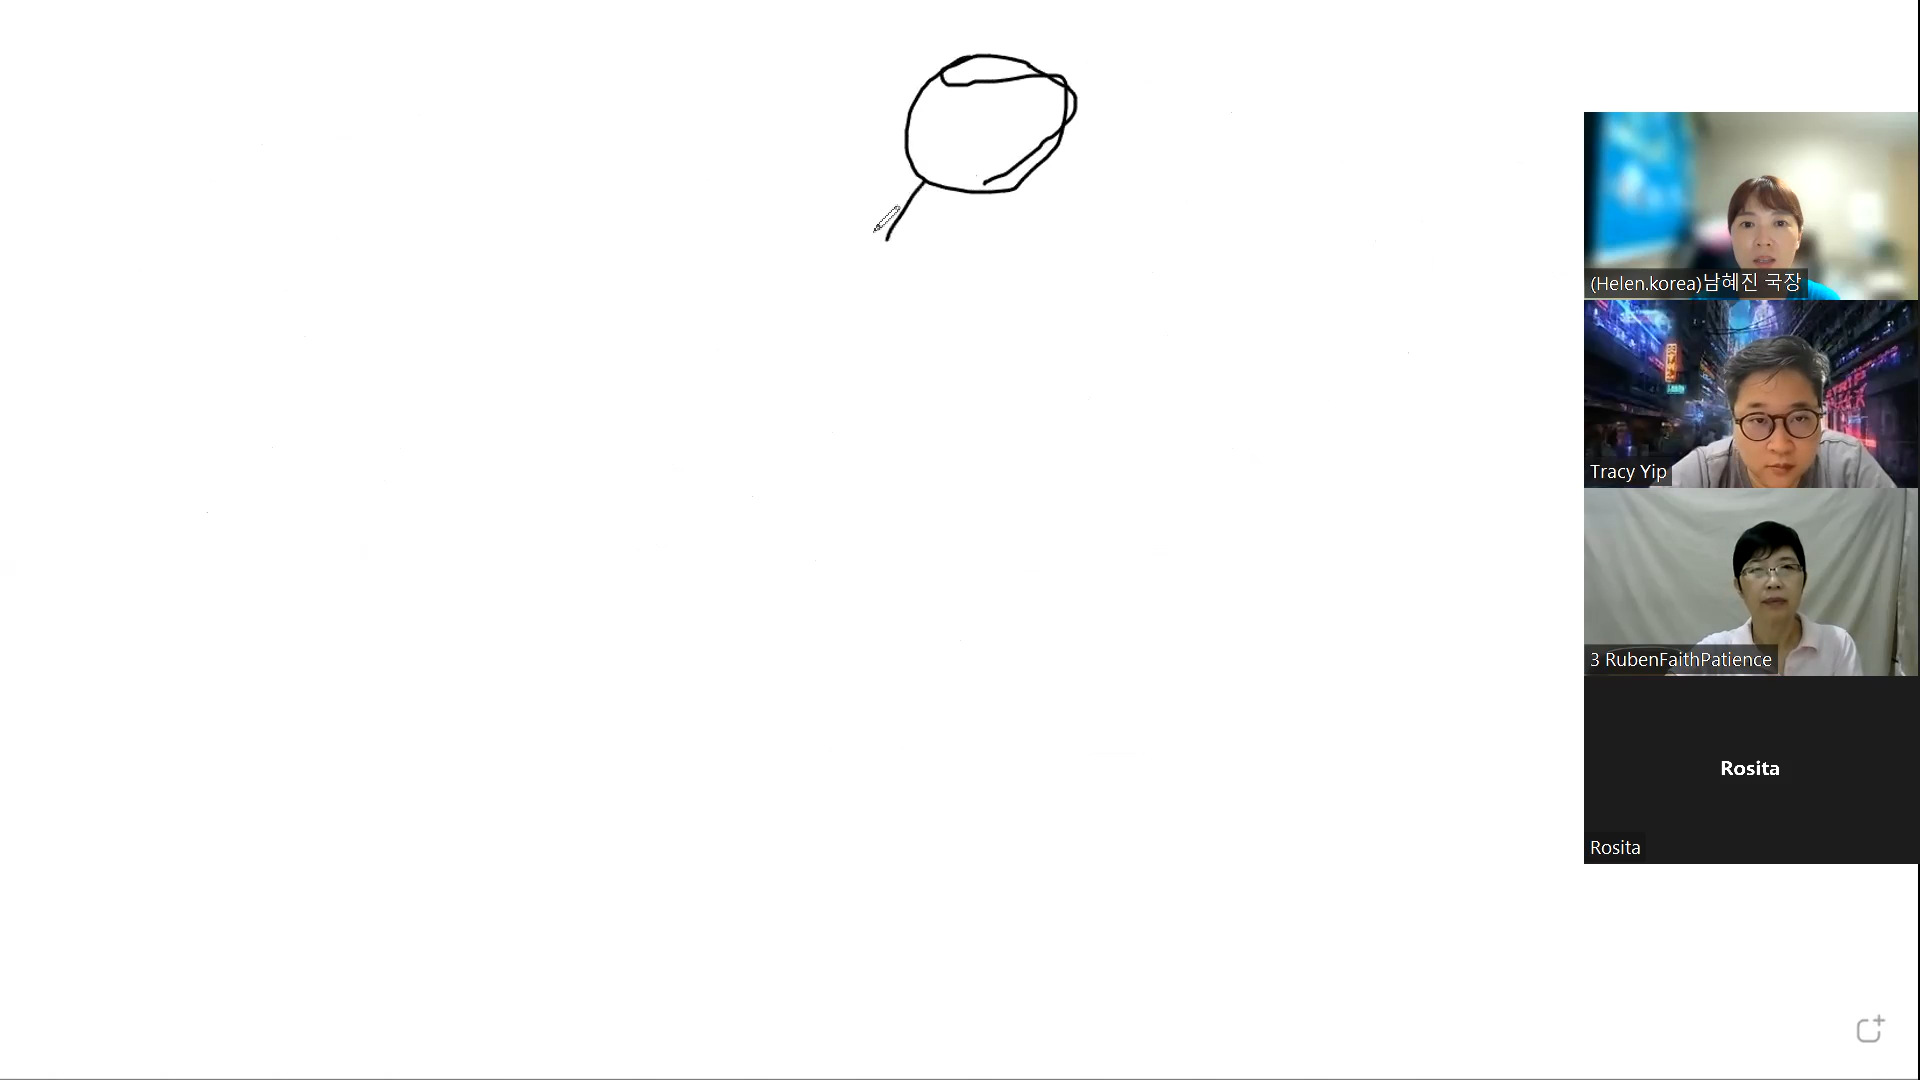 (Helen.korea)남혜진 국장
Tracy Yip
3 RubenFaithPatience
Rosita
Rosita